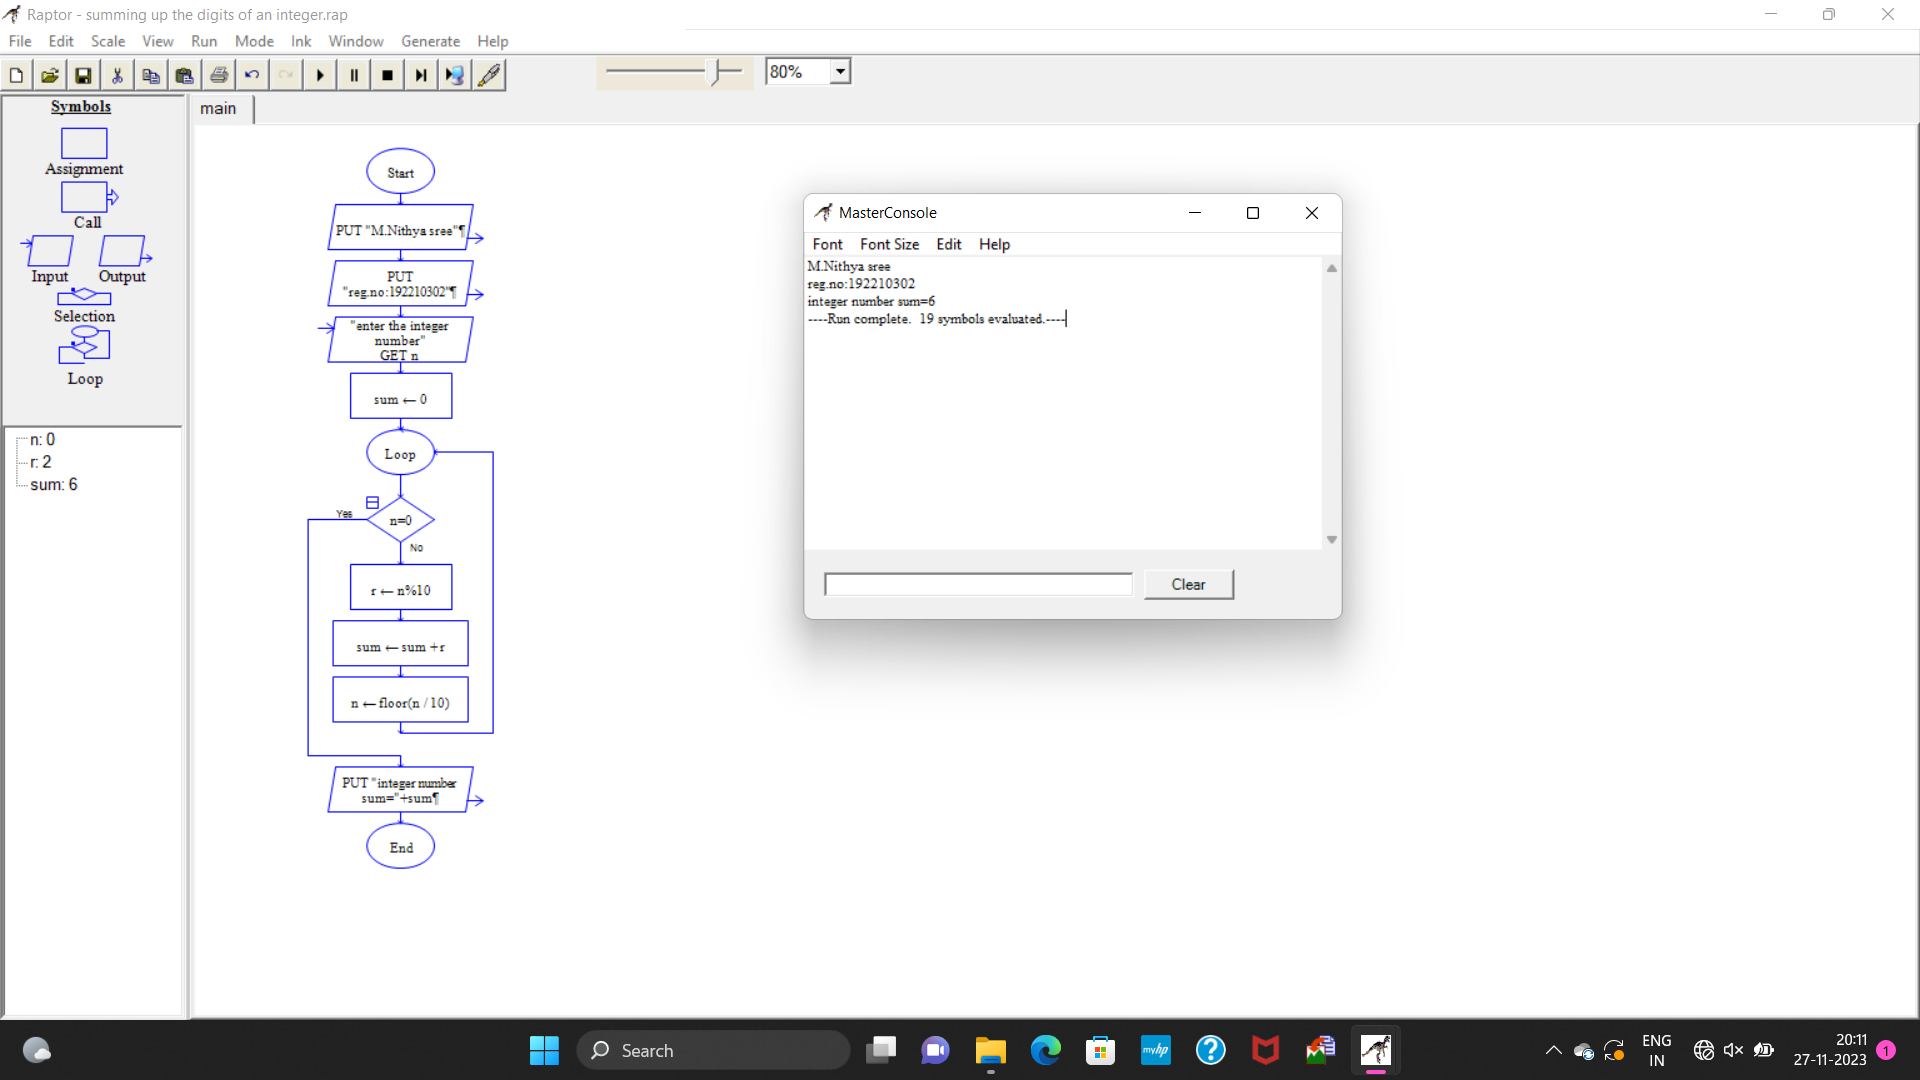 Raptor - summing up the digits of an integer.rap
File Edit Scale View Run Mode Ink Window Generate Help
80%
Symbols
Assignment
Call
Input Output
Selection
Loop
n: 0
r: 2
sum: 6
main
Start
PUT "M.Nithya sree"¶
PUT
"reg.no:192210302"¶
"enter the integer
number"
GET n
sum ← 0
Loop
Yes
n=0
No
r ← n%10
sum ← sum +r
n ← floor(n / 10)
PUT "integer number
sum="+sum¶
End
MasterConsole
Font Font Size Edit Help
M.Nithya sree
reg.no:192210302
integer number sum=6
----Run complete.  19 symbols evaluated.----
Clear
Search
myhp
?
ENG
IN
20:11
27-11-2023
1